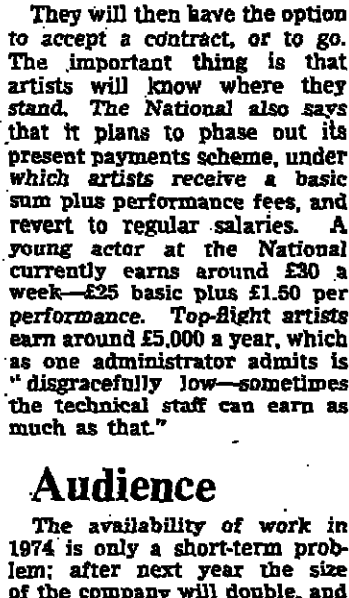 They will then have the option
to accept a contract, or to go.
The important thing is that
artists will know where they
stand. The National also says
that it plans to phase out its
present payments scheme, under
which artists receive a basic
sum plus performance fees, and
revert to regular salaries. A
young actor at the National
currently earns around £30 a
week—£25 basic plus £1.50 per
performance. Top-flight artists
earn around £5,000 a year, which
as one administrator admits is
" disgracefully low—sometimes
the technical staff can earn as
much as that."
Audience
The availability of work in
1974 is only a short-term prob-
lem; after next year the size
of the company will double, and